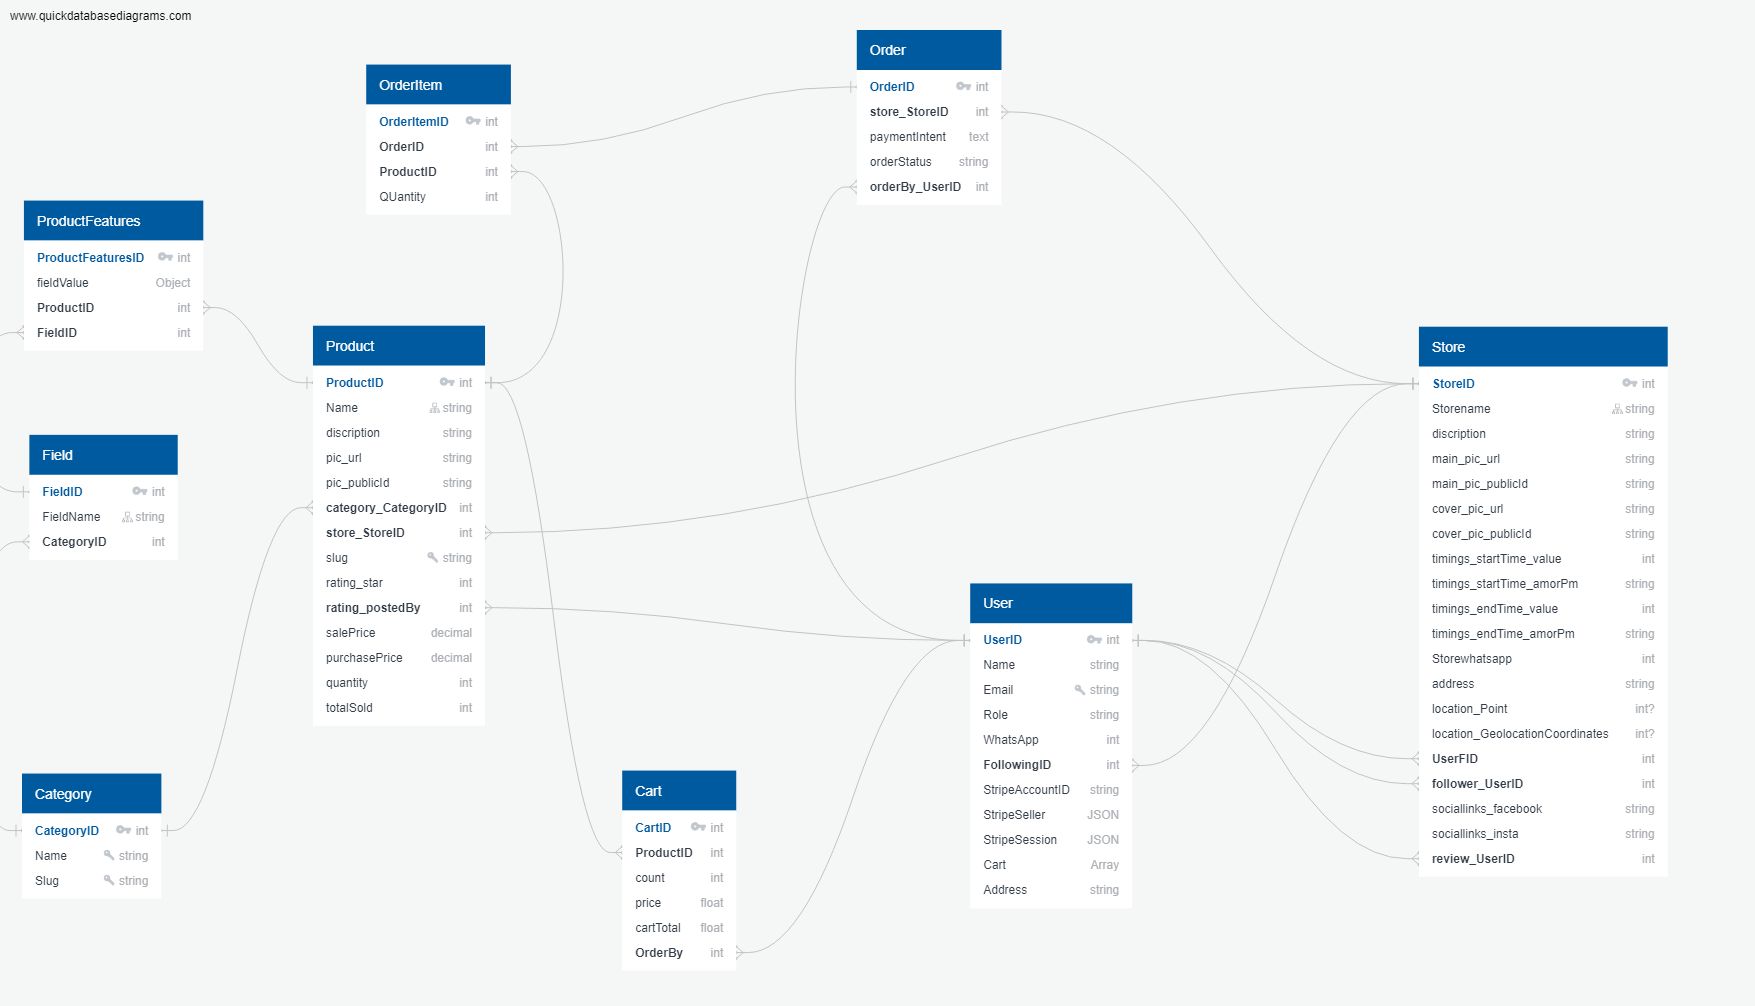 www.quickdatabasediagrams.com
Order
OrderID int
store_StoreID int
paymentIntent text
orderStatus string
orderBy_UserID int
OrderItem
OrderItemID int
OrderID int
ProductID int
QUantity int
ProductFeatures
ProductFeaturesID int
fieldValue Object
ProductID int
FieldID int
Product
ProductID int
Name string
discription string
pic_url string
pic_publicId string
category_CategoryID int
store_StoreID int
slug string
rating_star int
rating_postedBy int
salePrice decimal
purchasePrice decimal
quantity int
totalSold int
Store
StoreID int
Storename string
discription string
main_pic_url string
main_pic_publicId string
cover_pic_url string
cover_pic_publicId string
timings_startTime_value int
timings_startTime_amorPm string
timings_endTime_value int
timings_endTime_amorPm string
Storewhatsapp int
address string
location_Point int?
location_GeolocationCoordinates int?
UserFID int
follower_UserID int
sociallinks_facebook string
sociallinks_insta string
review_UserID int
Field
FieldID int
FieldName string
CategoryID int
User
UserID int
Name string
Email string
Role string
WhatsApp int
FollowingID int
StripeAccountID string
StripeSeller JSON
StripeSession JSON
Cart Array
Address string
Category
CategoryID int
Name string
Slug string
Cart
CartID int
ProductID int
count int
price float
cartTotal float
OrderBy int